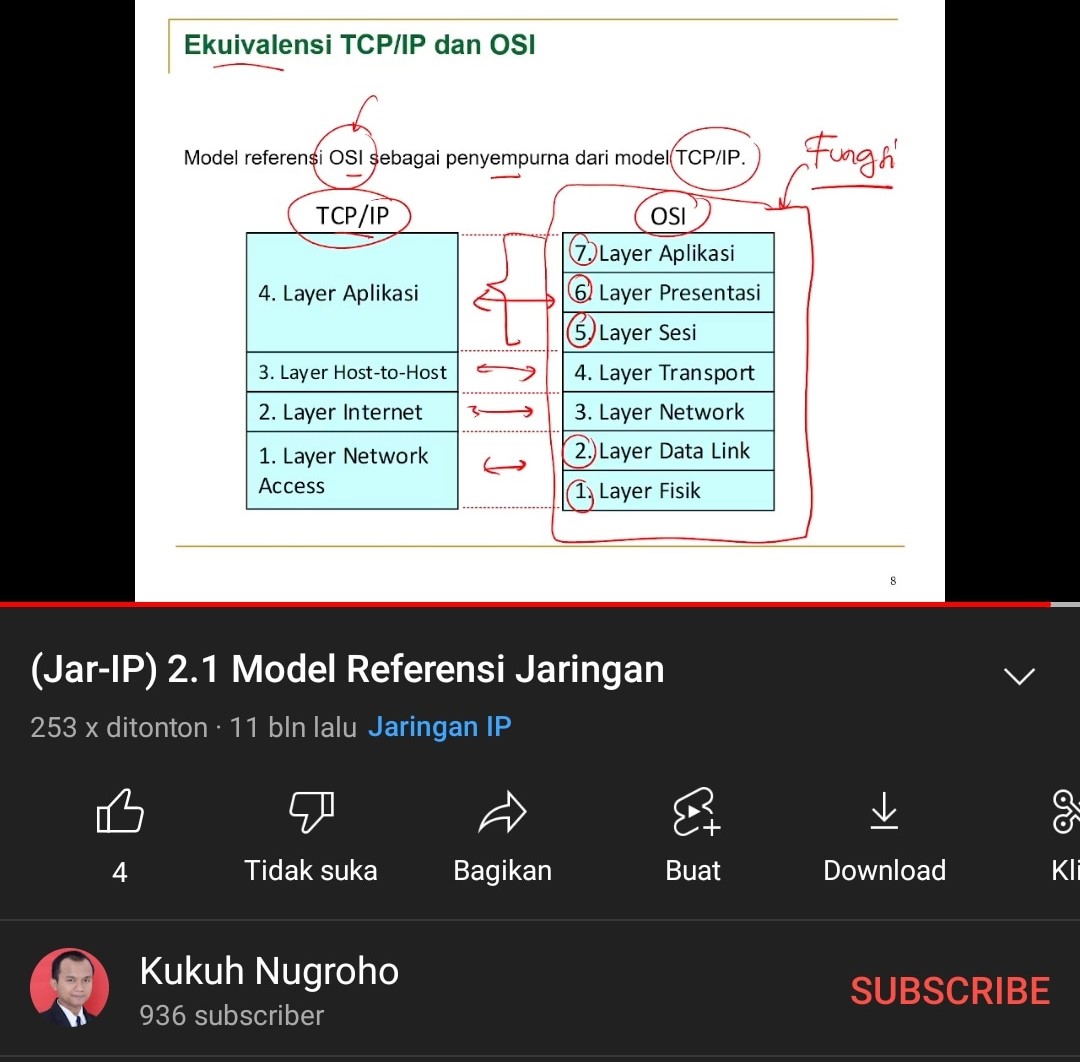 Ekuivalensi TCP/IP dan OSI
Model referensi OSI sebagai penyempurna dari model TCP/IP.
Fungsi
TCP/IP
4. Layer Aplikasi
3. Layer Host-to-Host
2. Layer Internet
1. Layer Network
Access
OSI
7. Layer Aplikasi
6. Layer Presentasi
5. Layer Sesi
4. Layer Transport
3. Layer Network
2. Layer Data Link
1. Layer Fisik
8
(Jar-IP) 2.1 Model Referensi Jaringan
253 x ditonton · 11 bln lalu Jaringan IP
4
Tidak suka
Bagikan
Buat
Download
Kli
Kukuh Nugroho
936 subscriber
SUBSCRIBE